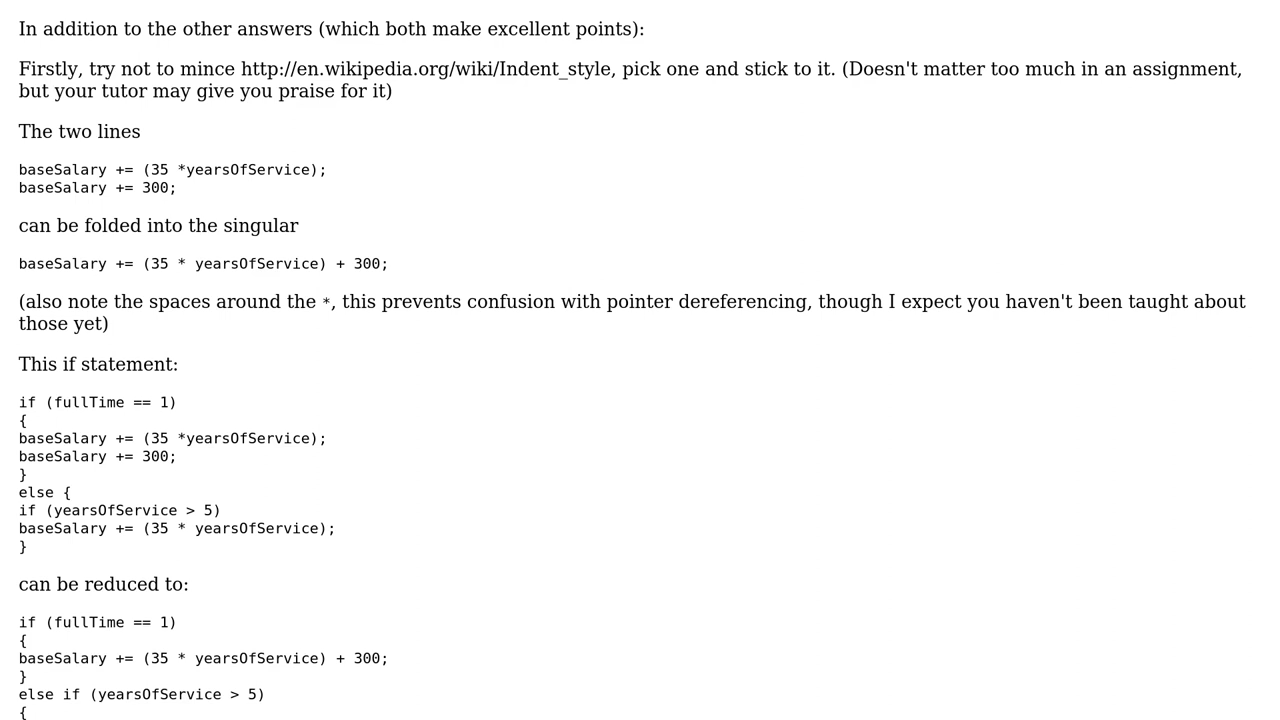 In addition to the other answers (which both make excellent points):
Firstly, try not to mince http://en.wikipedia.org/wiki/Indent_style, pick one and stick to it. (Doesn't matter too much in an assignment,
but your tutor may give you praise for it)
The two lines
baseSalary += (35 *yearsOfService);
baseSalary += 300;
can be folded into the singular
baseSalary += (35 * yearsOfService) + 300;
(also note the spaces around the *, this prevents confusion with pointer dereferencing, though I expect you haven't been taught about
those yet)
This if statement:
if (fullTime == 1)
{
baseSalary += (35 *yearsOfService);
baseSalary += 300;
}
else {
if (yearsOfService > 5)
baseSalary += (35 * yearsOfService);
}
can be reduced to:
if (fullTime == 1)
{
baseSalary += (35 * yearsOfService) + 300;
}
else if (yearsOfService > 5)
{